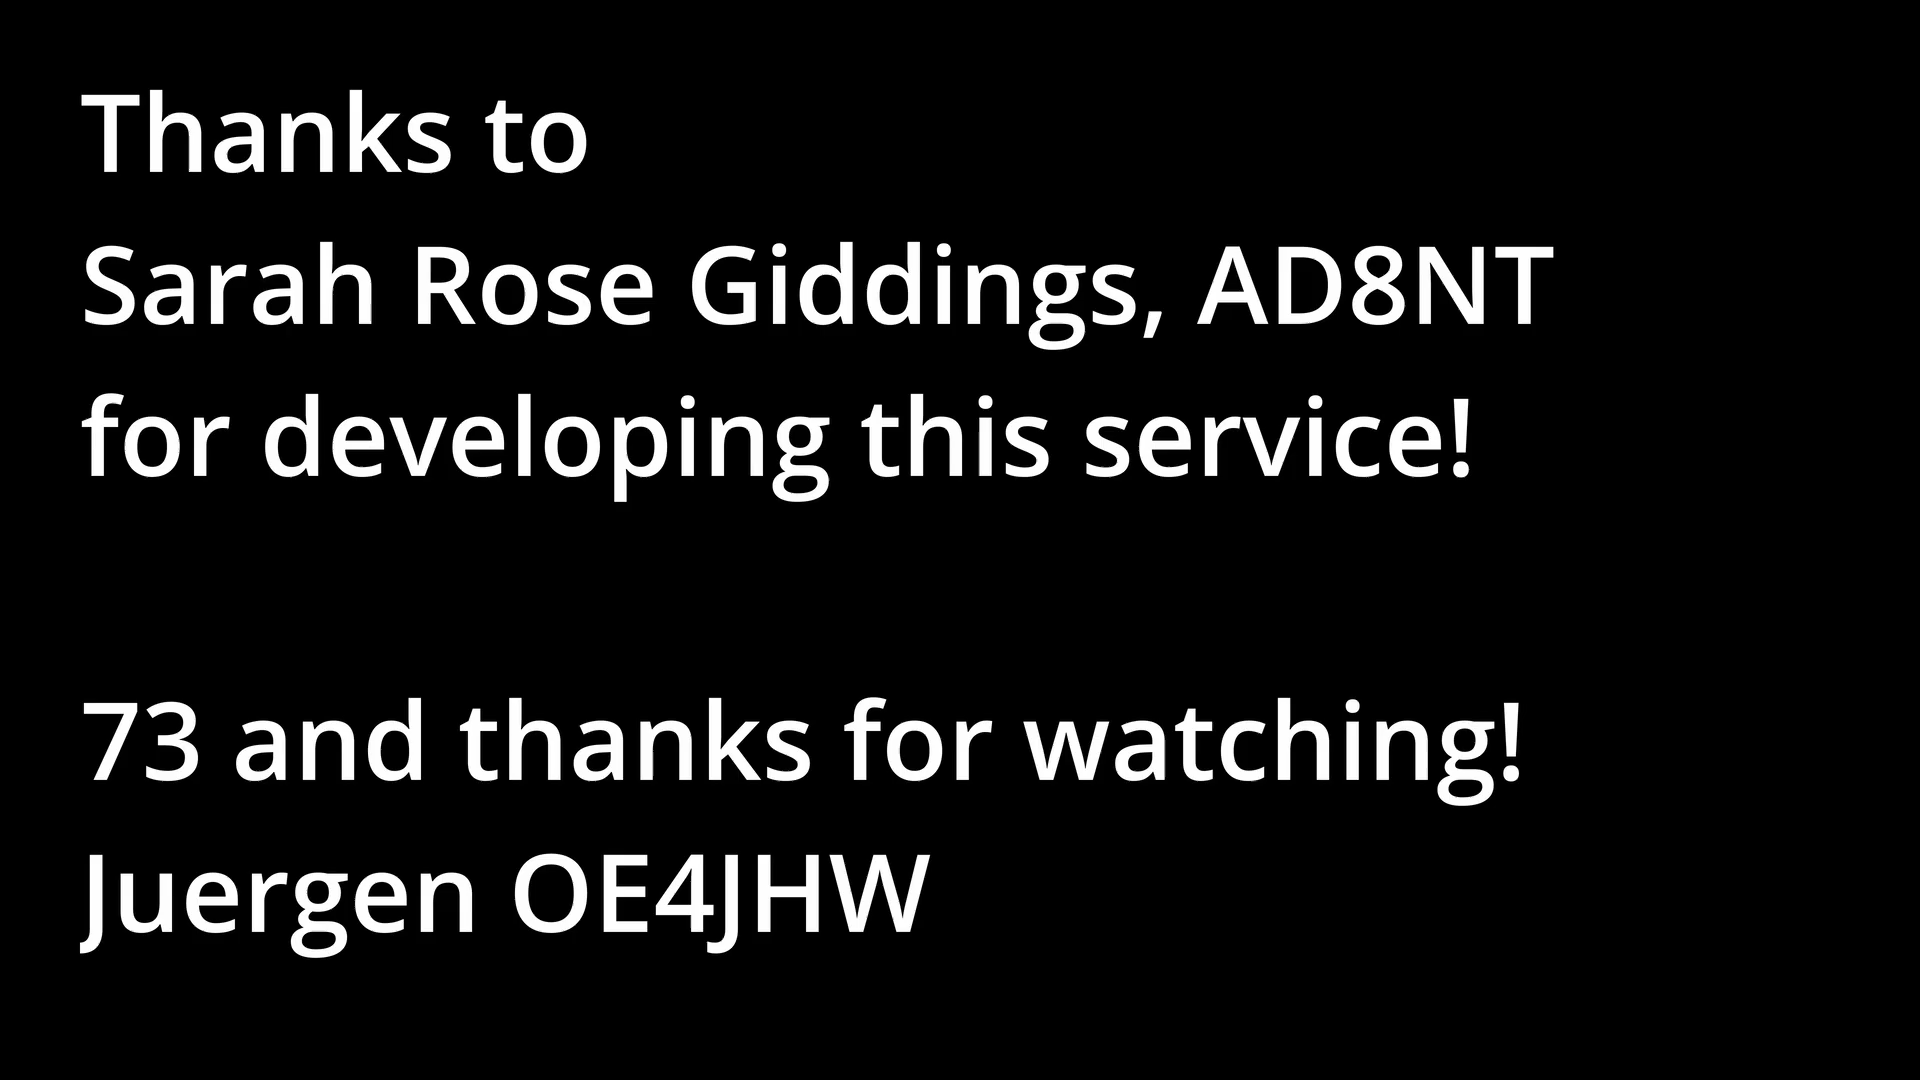 Thanks to
Sarah Rose Giddings, AD8NT
for developing this service!
73 and thanks for watching!
Juergen OE4JHW